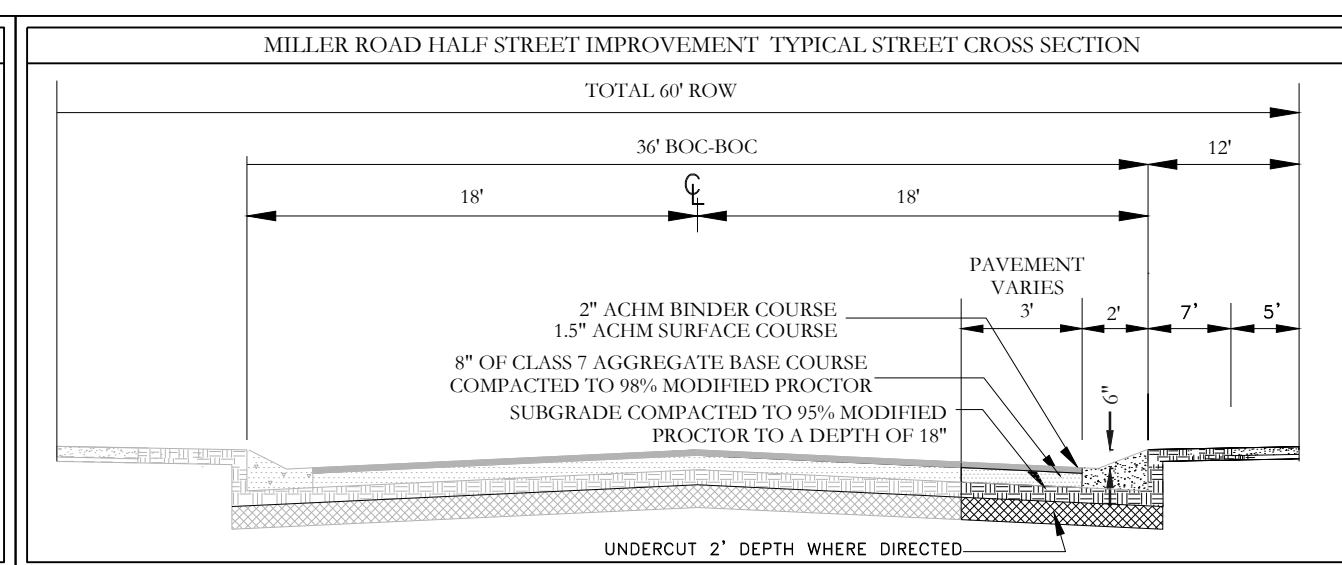 MILLER ROAD HALF STREET IMPROVEMENT TYPICAL STREET CROSS SECTION
TOTAL 60' ROW
36' BOC-BOC
12'
18'
℄
18'
PAVEMENT
VARIES
3'
2'
7'
5'
2" ACHM BINDER COURSE
1.5" ACHM SURFACE COURSE
8" OF CLASS 7 AGGREGATE BASE COURSE
COMPACTED TO 98% MODIFIED PROCTOR
6"
SUBGRADE COMPACTED TO 95% MODIFIED
PROCTOR TO A DEPTH OF 18"
UNDERCUT 2' DEPTH WHERE DIRECTED